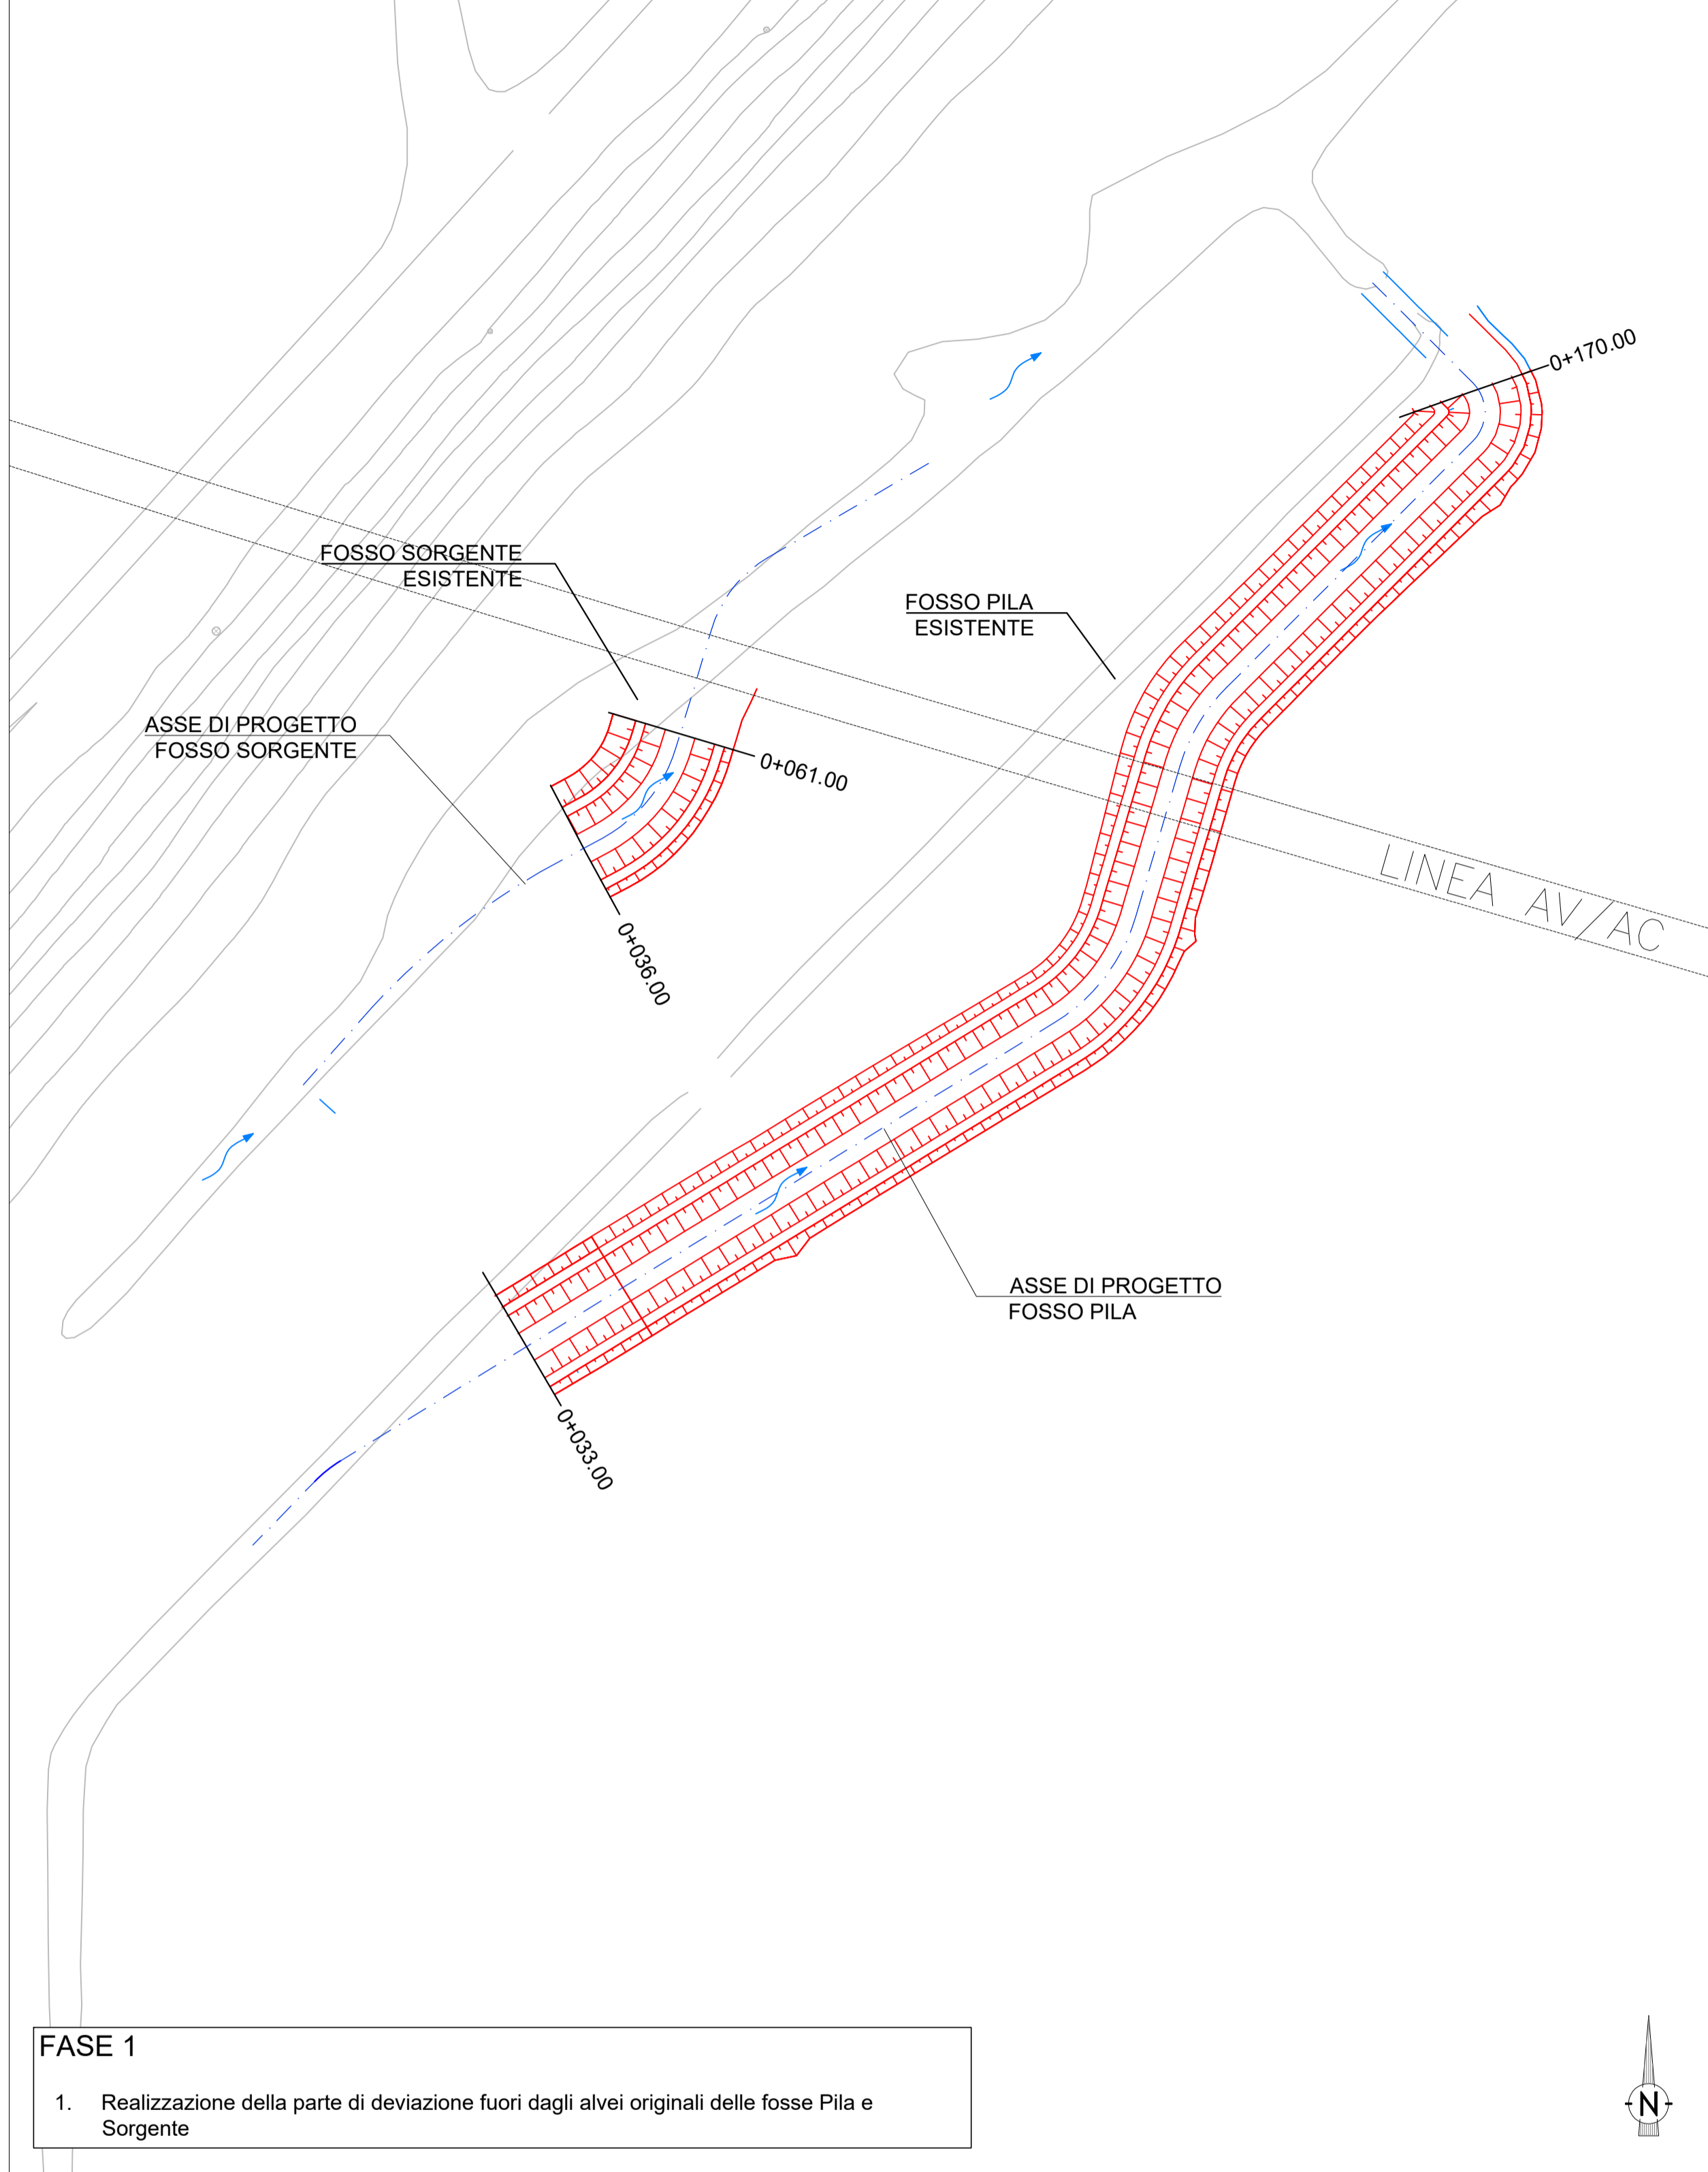 0+170.00
FOSSO SORGENTE
ESISTENTE
FOSSO PILA
ESISTENTE
ASSE DI PROGETTO
FOSSO SORGENTE
0+061.00
LINEA AV/AC
0+036.00
ASSE DI PROGETTO
FOSSO PILA
0+033.00
FASE 1
1. Realizzazione della parte di deviazione fuori dagli alvei originali delle fosse Pila e
Sorgente
N